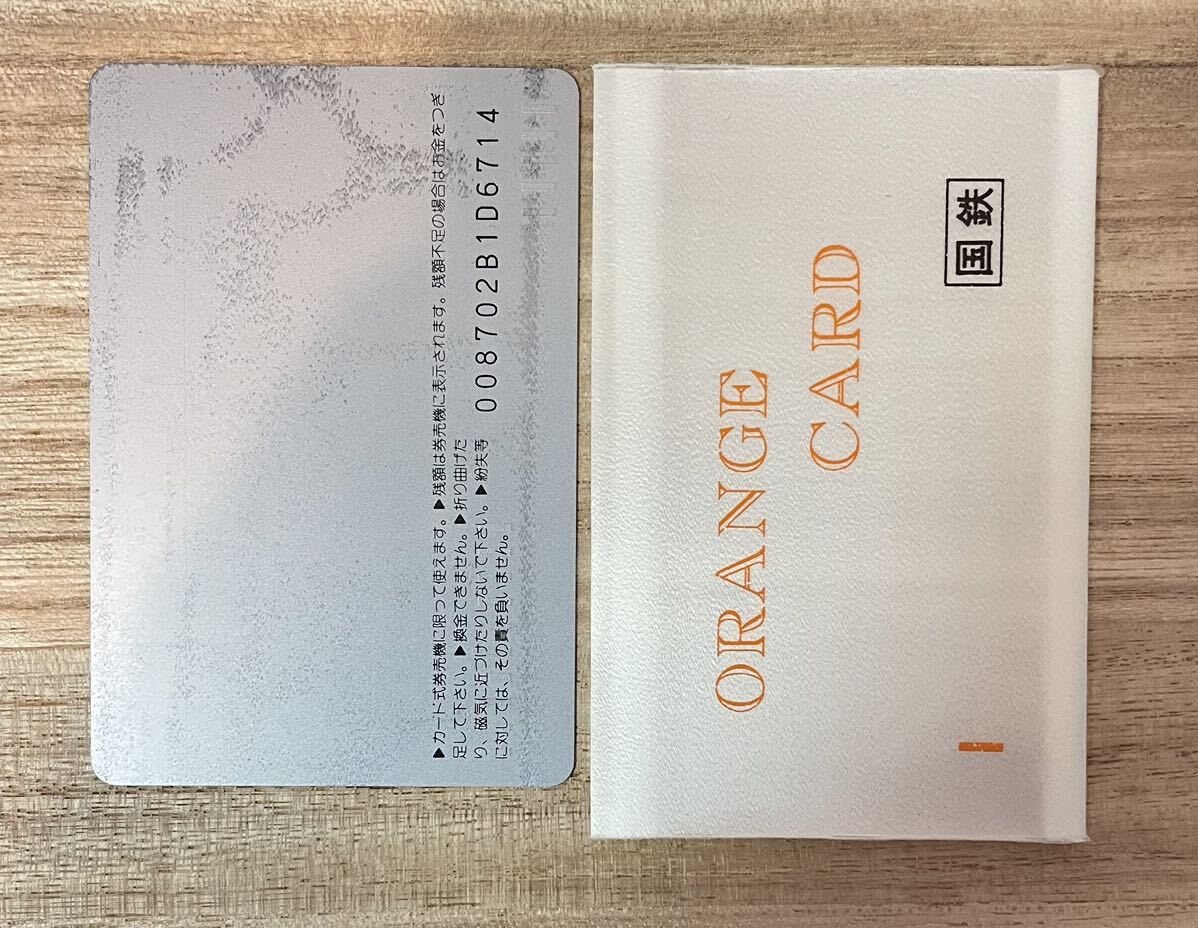 ▶カード式券売機に限って使えます。▶残額は券売機に表示されます。残額不足の場合はお金をつぎ
足して下さい。▶換金できません。▶折り曲げた
り、磁気に近づけたりしないで下さい。▶紛失等
に対しては、その責を負いません。
008702B1D6714
ORANGE
CARD
国鉄